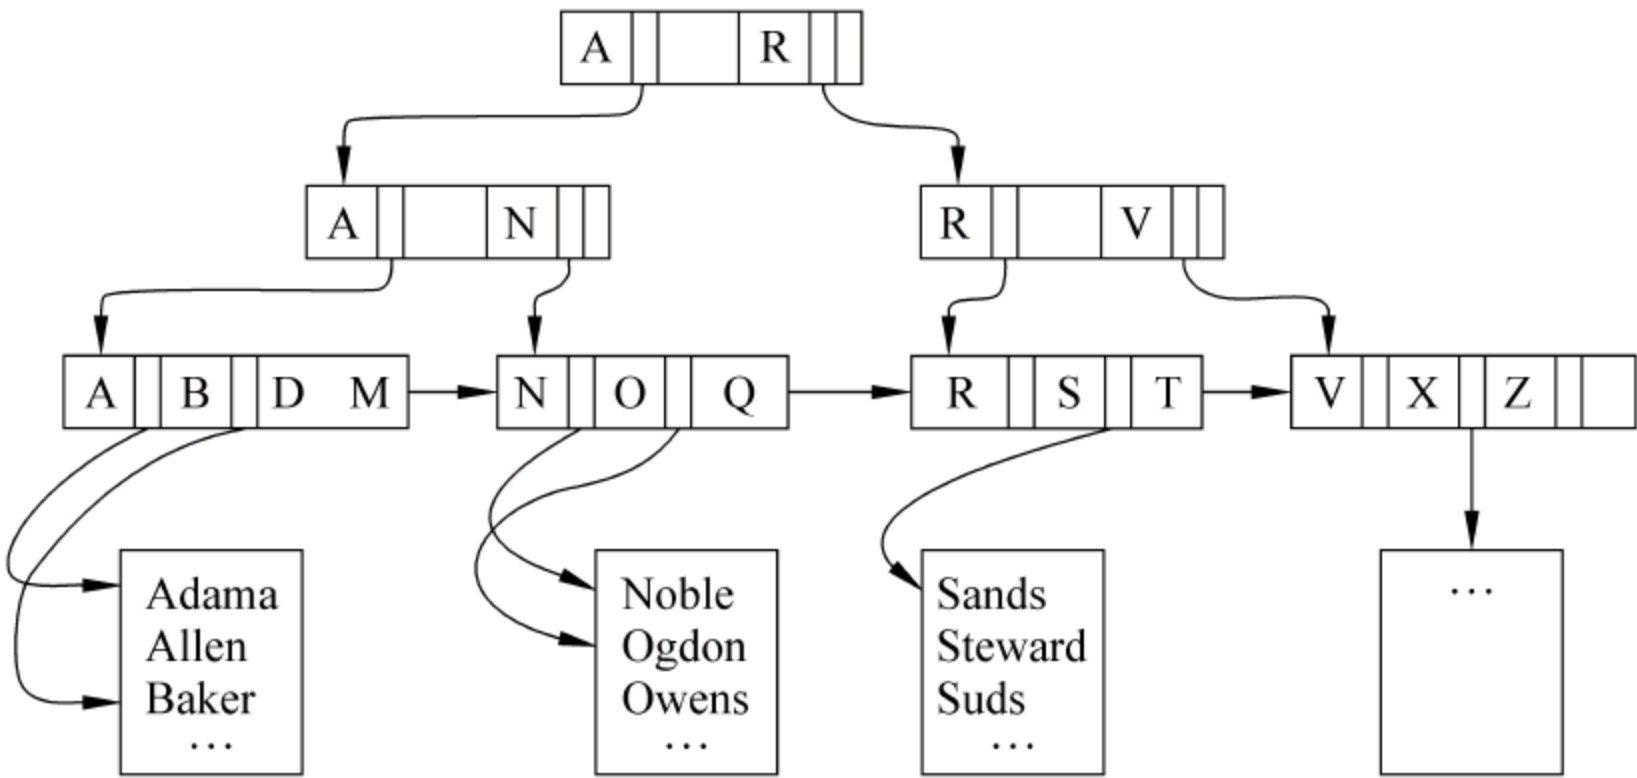 A R
A N
R V
A B D M
N O Q
R S T
V X Z
Adama
Allen
Baker
...
Noble
Ogdon
Owens
...
Sands
Steward
Suds
...
...